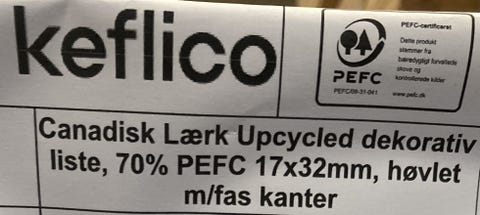 keflico
PEFC-certificeret
Dette produkt
stammer fra
bæredygtigt forvaltede
skove og
kontrollerede kilder
PEFC
PEFC/09-31-041
www.pefc.dk
Canadisk Lærk Upcycled dekorativ
liste, 70% PEFC 17x32mm, høvlet
m/fas kanter